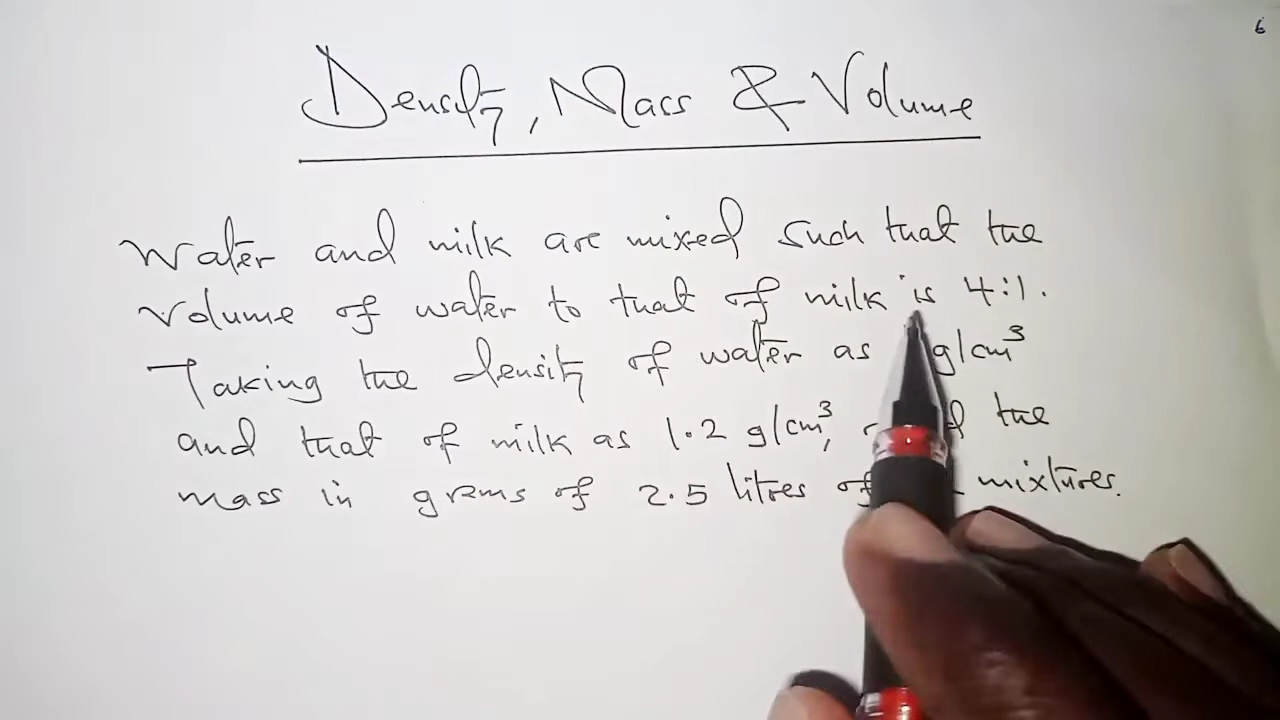 6
Density, Mass & Volume
Water and milk are mixed such that the
volume of water to that of milk is 4:1.
Taking the density of water as g/cm³
and that of milk as 1.2 g/cm³, the
mass in grams of 2.5 litres of mixtures.